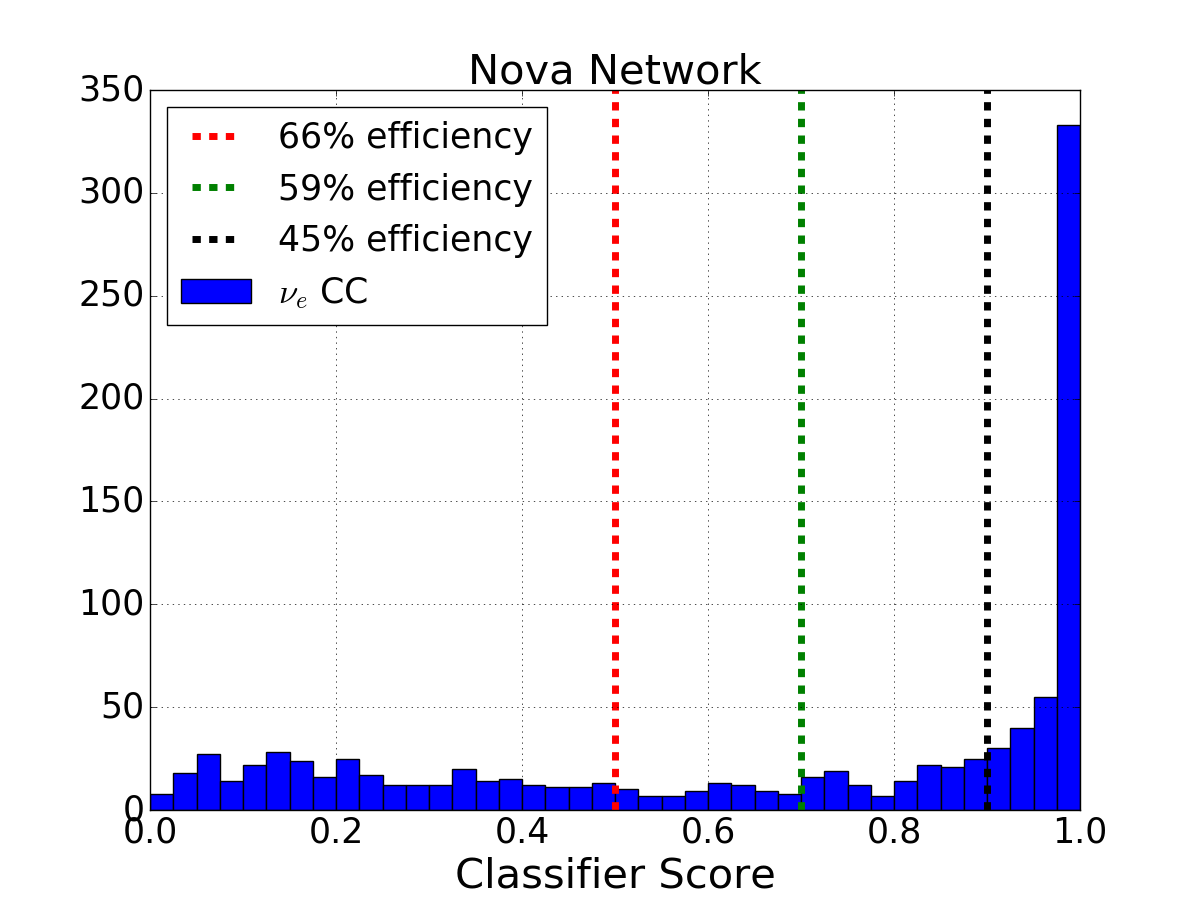 Nova Network
350
300
250
200
150
100
50
0
66% efficiency
59% efficiency
45% efficiency
νₑ CC
0.0 0.2 0.4 0.6 0.8 1.0
Classifier Score